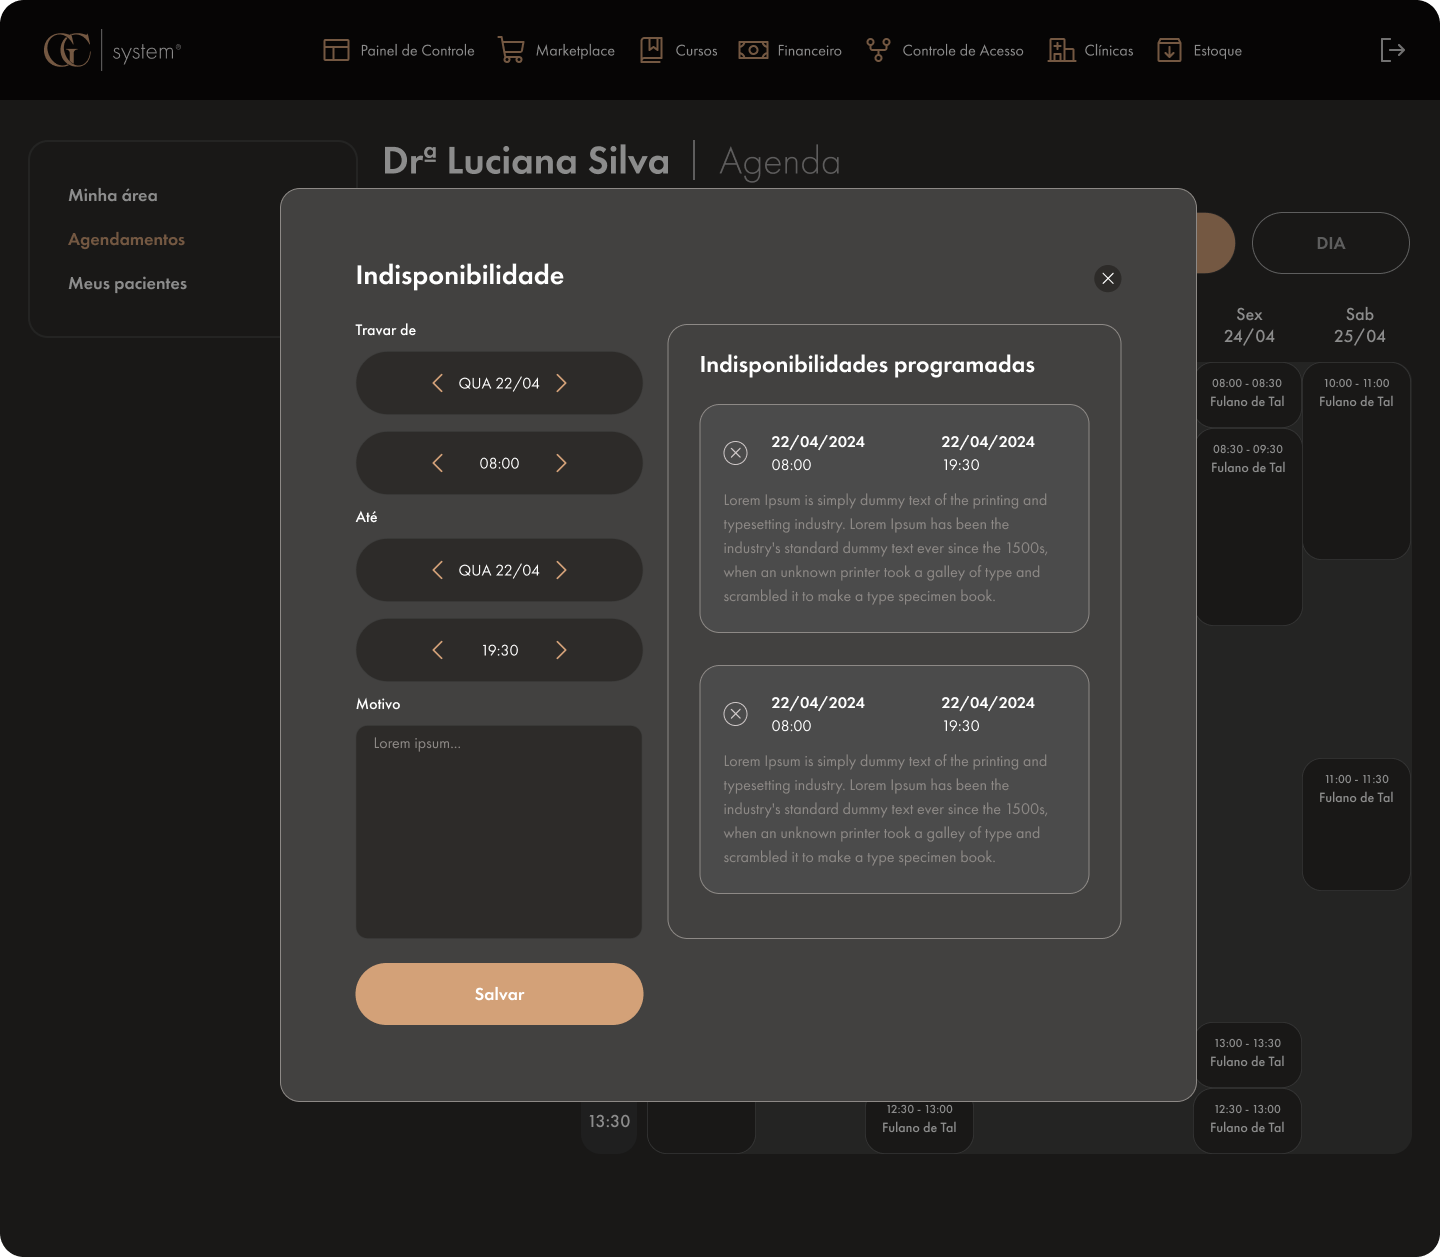 GC system®
Painel de Controle
Marketplace
Cursos
Financeiro
Controle de Acesso
Clínicas
Estoque
Drª Luciana Silva
Agenda
Minha área
Agendamentos
Meus pacientes
DIA
Sex
24/04
Sab
25/04
Indisponibilidade
Travar de
QUA 22/04
08:00
Até
QUA 22/04
19:30
Motivo
Lorem ipsum...
Salvar
Indisponibilidades programadas
22/04/2024
08:00
22/04/2024
19:30
Lorem Ipsum is simply dummy text of the printing and
typesetting industry. Lorem Ipsum has been the
industry's standard dummy text ever since the 1500s,
when an unknown printer took a galley of type and
scrambled it to make a type specimen book.
22/04/2024
08:00
22/04/2024
19:30
Lorem Ipsum is simply dummy text of the printing and
typesetting industry. Lorem Ipsum has been the
industry's standard dummy text ever since the 1500s,
when an unknown printer took a galley of type and
scrambled it to make a type specimen book.
08:00 - 08:30
Fulano de Tal
10:00 - 11:00
Fulano de Tal
08:30 - 09:30
Fulano de Tal
11:00 - 11:30
Fulano de Tal
13:00 - 13:30
Fulano de Tal
13:30
12:30 - 13:00
Fulano de Tal
12:30 - 13:00
Fulano de Tal